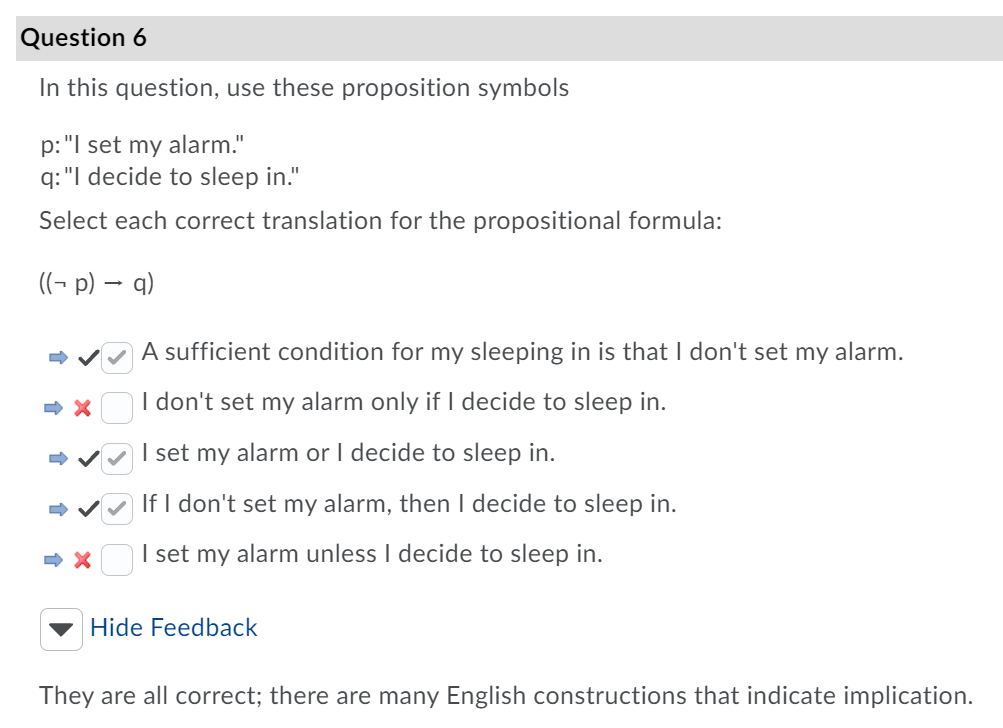 Question 6
In this question, use these proposition symbols
p:"I set my alarm."
q:"I decide to sleep in."
Select each correct translation for the propositional formula:
((¬ p) → q)
A sufficient condition for my sleeping in is that I don't set my alarm.
I don't set my alarm only if I decide to sleep in.
I set my alarm or I decide to sleep in.
If I don't set my alarm, then I decide to sleep in.
I set my alarm unless I decide to sleep in.
Hide Feedback
They are all correct; there are many English constructions that indicate implication.